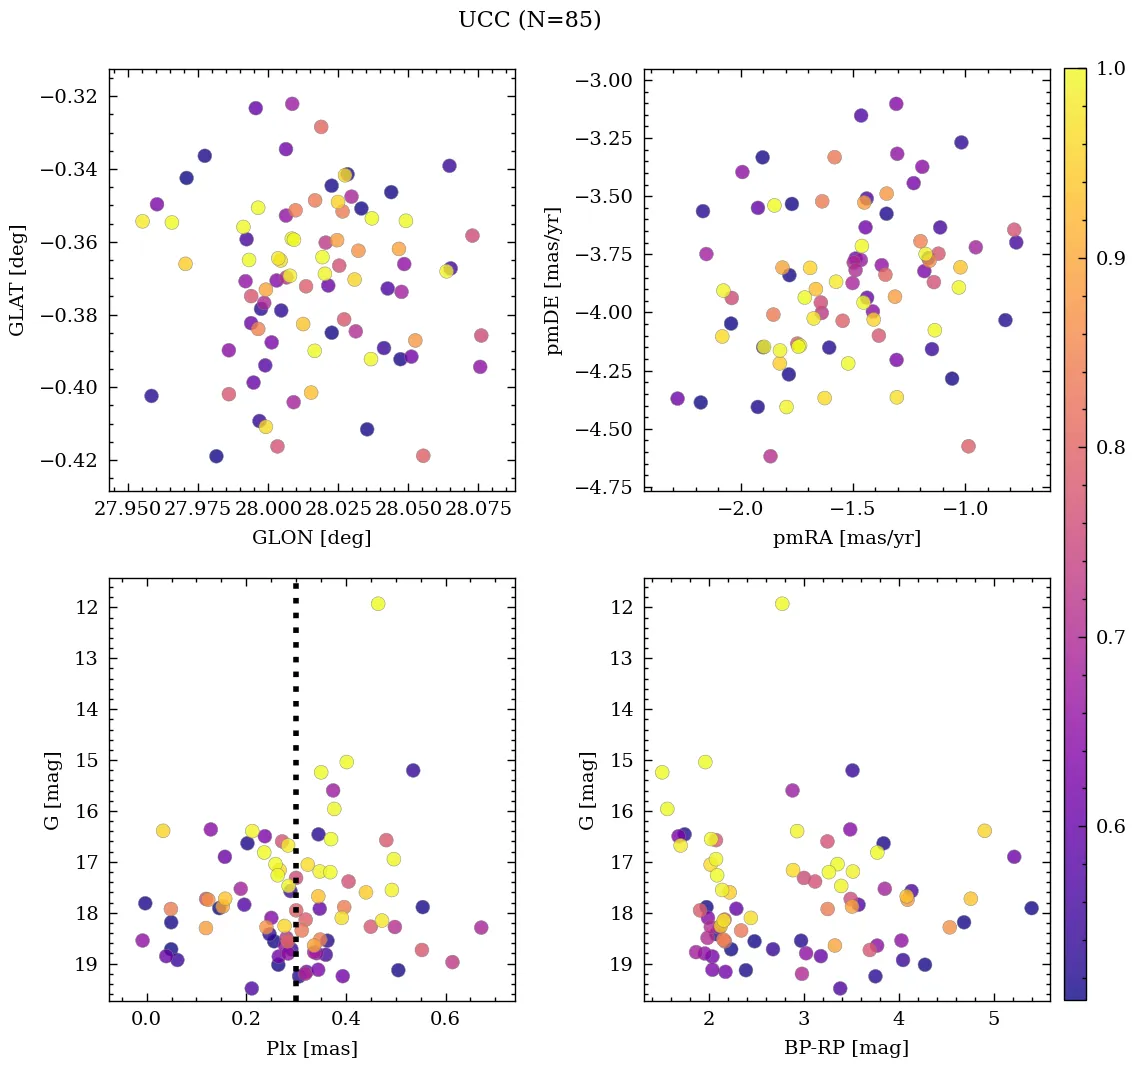 UCC (N=85)
−0.32
−0.34
−0.36
−0.38
−0.40
−0.42
GLAT [deg]
27.950 27.975 28.000 28.025 28.050 28.075
GLON [deg]
−3.00
−3.25
−3.50
−3.75
−4.00
−4.25
−4.50
−4.75
pmDE [mas/yr]
−2.0 −1.5 −1.0
pmRA [mas/yr]
12
13
14
15
16
17
18
19
G [mag]
0.0 0.2 0.4 0.6
Plx [mas]
12
13
14
15
16
17
18
19
G [mag]
2 3 4 5
BP-RP [mag]
1.0
0.9
0.8
0.7
0.6